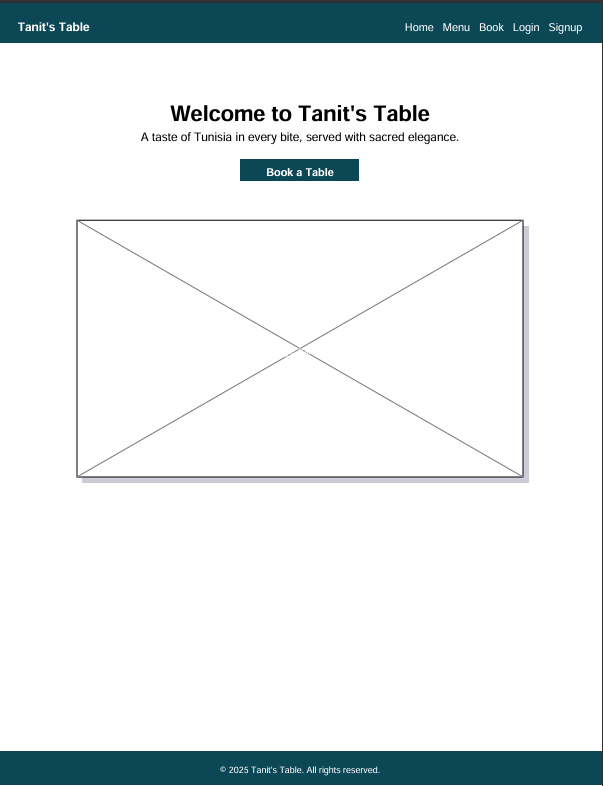 Tanit's Table
Home Menu Book Login Signup
Welcome to Tanit's Table
A taste of Tunisia in every bite, served with sacred elegance.
Book a Table
© 2025 Tanit's Table. All rights reserved.